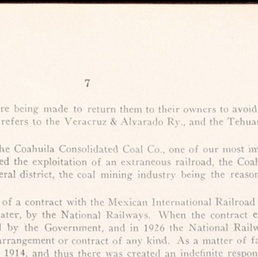 7
re being made to return them to their owners to avoid
refers to the Veracruz & Alvarado Ry., and the Tehua
he Coahuila Consolidated Coal Co., one of our most im
ed the exploitation of an extraneous railroad, the Coah
eral district, the coal mining industry being the reaso
of a contract with the Mexican International Railroad
ater, by the National Railways. When the contract e
d by the Government, and in 1926 the National Railw
arrangement or contract of any kind. As a matter of fa
1914, and thus there was created an indefinite respon